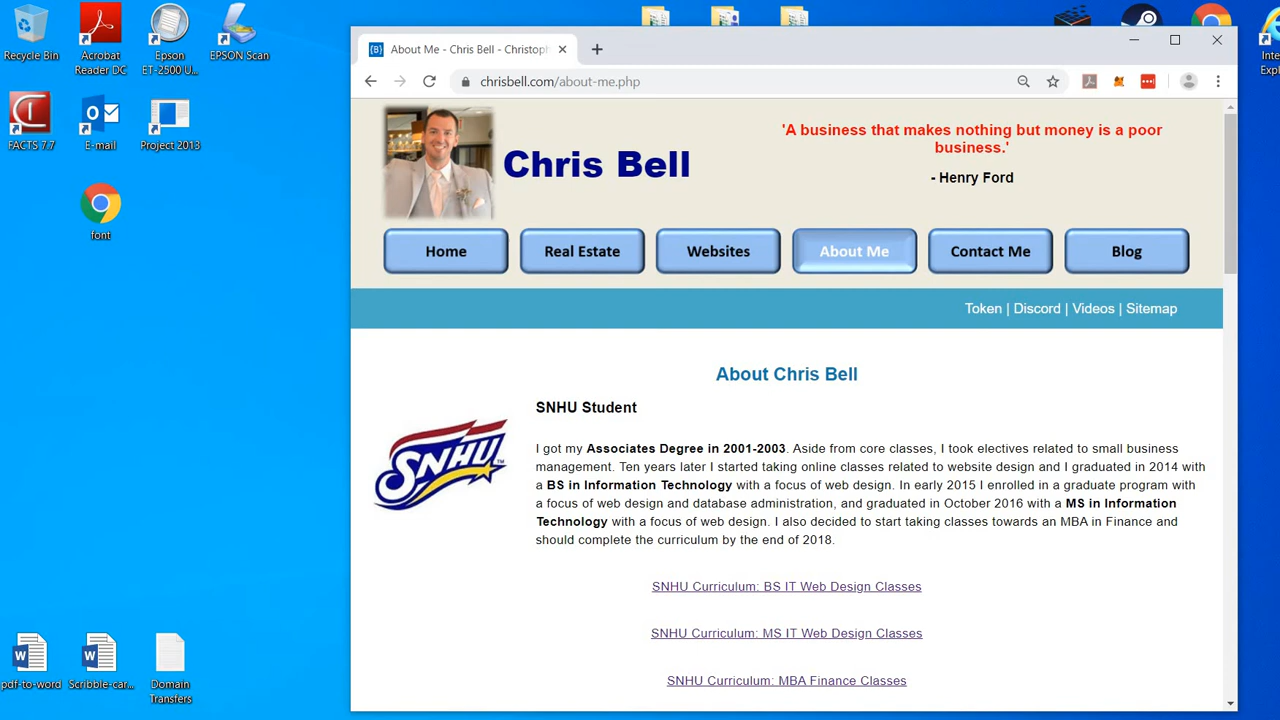 Recycle Bin
Acrobat
Reader DC
Epson
ET-2500 U...
EPSON Scan
FACTS 7.7
E-mail
Project 2013
font
pdf-to-word
Scribble-car...
Domain
Transfers
About Me - Chris Bell - Christoph
chrisbell.com/about-me.php
Chris Bell
'A business that makes nothing but money is a poor
business.'
- Henry Ford
Home
Real Estate
Websites
About Me
Contact Me
Blog
Token | Discord | Videos | Sitemap
About Chris Bell
SNHU
SNHU Student
I got my Associates Degree in 2001-2003. Aside from core classes, I took electives related to small business
management. Ten years later I started taking online classes related to website design and I graduated in 2014 with
a BS in Information Technology with a focus of web design. In early 2015 I enrolled in a graduate program with
a focus of web design and database administration, and graduated in October 2016 with a MS in Information
Technology with a focus of web design. I also decided to start taking classes towards an MBA in Finance and
should complete the curriculum by the end of 2018.
SNHU Curriculum: BS IT Web Design Classes
SNHU Curriculum: MS IT Web Design Classes
SNHU Curriculum: MBA Finance Classes